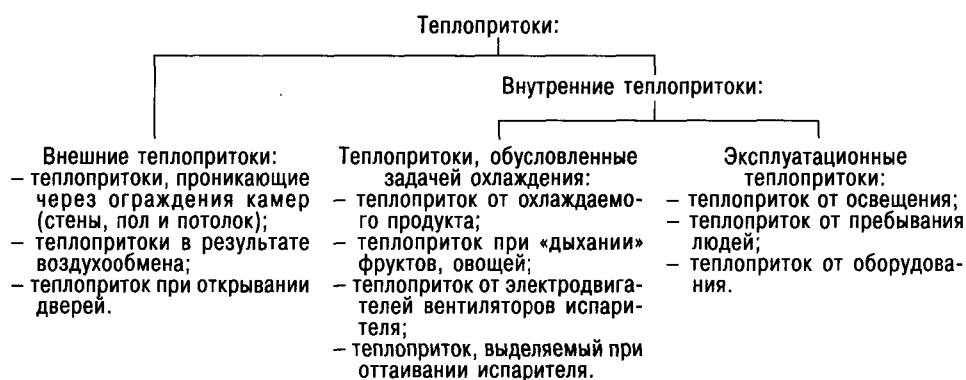 Теплопритоки:
Внутренние теплопритоки:
Внешние теплопритоки:
– теплопритоки, проникающие
через ограждения камер
(стены, пол и потолок);
– теплопритоки в результате
воздухообмена;
– теплоприток при открывании
дверей.
Теплопритоки, обусловленные
задачей охлаждения:
– теплоприток от охлаждаемо-
го продукта;
– теплоприток при «дыхании»
фруктов, овощей;
– теплоприток от электродвига-
телей вентиляторов испари-
теля;
– теплоприток, выделяемый при
оттаивании испарителя.
Эксплуатационные
теплопритоки:
– теплоприток от освещения;
– теплоприток от пребывания
людей;
– теплоприток от оборудова-
ния.